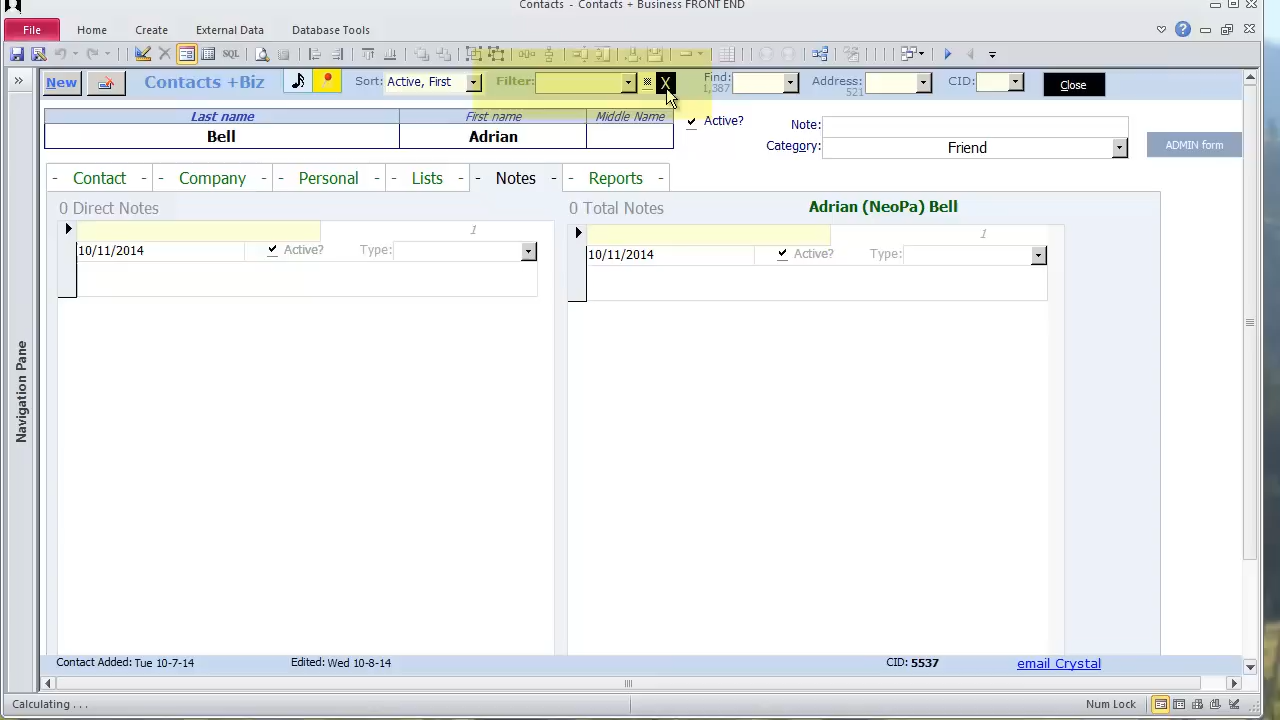 Contacts - Contacts + Business FRONT END
File Home Create External Data Database Tools
SQL
New Contacts +Biz Sort: Active, First Filter: X Find: 1,387 Address: 521 CID: Close
Last name First name Middle Name
Bell Adrian
Active?
Note:
Category: Friend
ADMIN form
- Contact - - Company - - Personal - - Lists - - Notes - - Reports -
0 Direct Notes
1
10/11/2014 Active? Type:
0 Total Notes Adrian (NeoPa) Bell
1
10/11/2014 Active? Type:
Navigation Pane
Contact Added: Tue 10-7-14 Edited: Wed 10-8-14 CID: 5537 email Crystal
Calculating . . . Num Lock